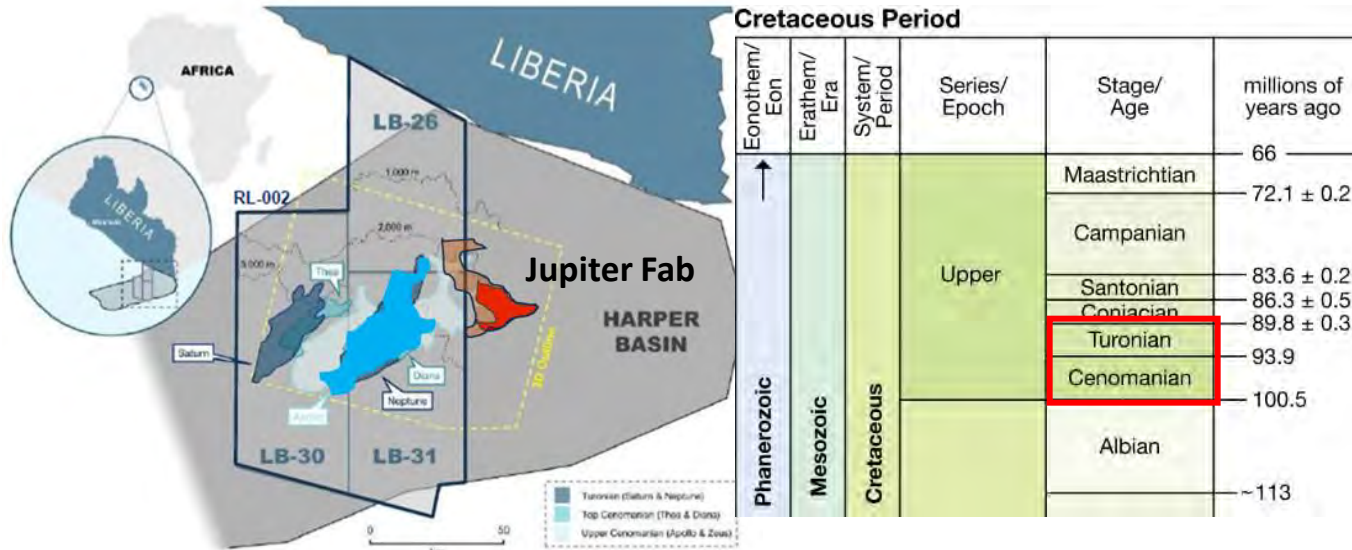 AFRICA
LIBERIA
LIBERIA
LB-26
RL-002
1,000 m
2,000 m
3,000 m
Thea
Jupiter Fab
HARPER
BASIN
Saturn
Diana
3D Outline
Neptune
Apollo
LB-30
LB-31
Turonian (Saturn & Neptune)
Top Cenomanian (Thea & Diana)
Upper Cenomanian (Apollo & Zeus)
0
50
Cretaceous Period
Eonothem/
Eon
Erathem/
Era
System/
Period
Series/
Epoch
Stage/
Age
millions of
years ago
66
Maastrichtian
72.1 ± 0.2
Campanian
Upper
83.6 ± 0.2
Santonian
86.3 ± 0.5
Coniacian
89.8 ± 0.3
Turonian
93.9
Cenomanian
100.5
Albian
~113
Phanerozoic
Mesozoic
Cretaceous